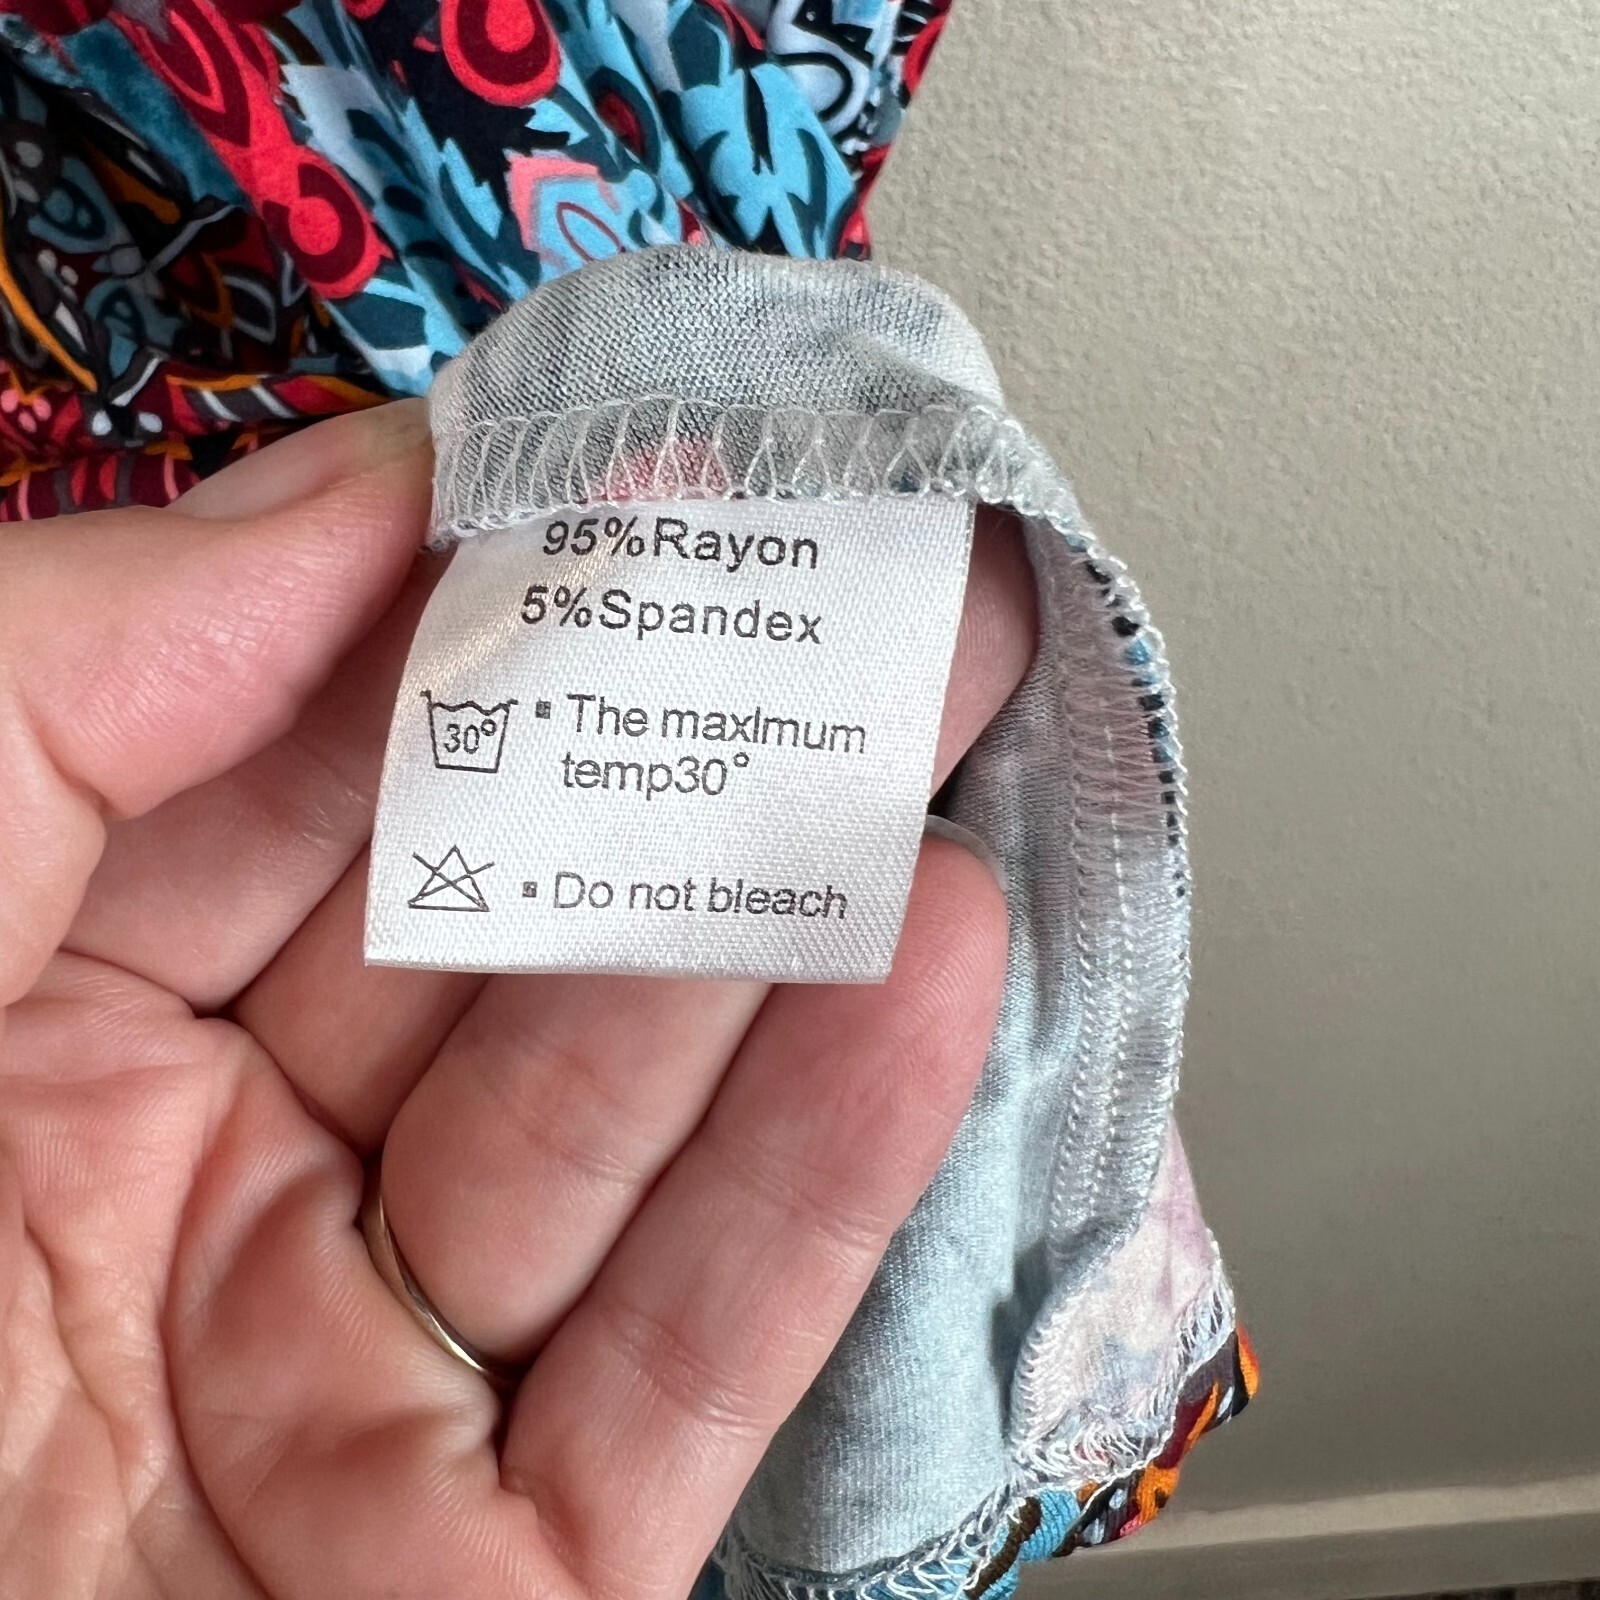 95%Rayon
5%Spandex
30°
▪ The maxlmum
temp30°
▪ Do not bleach